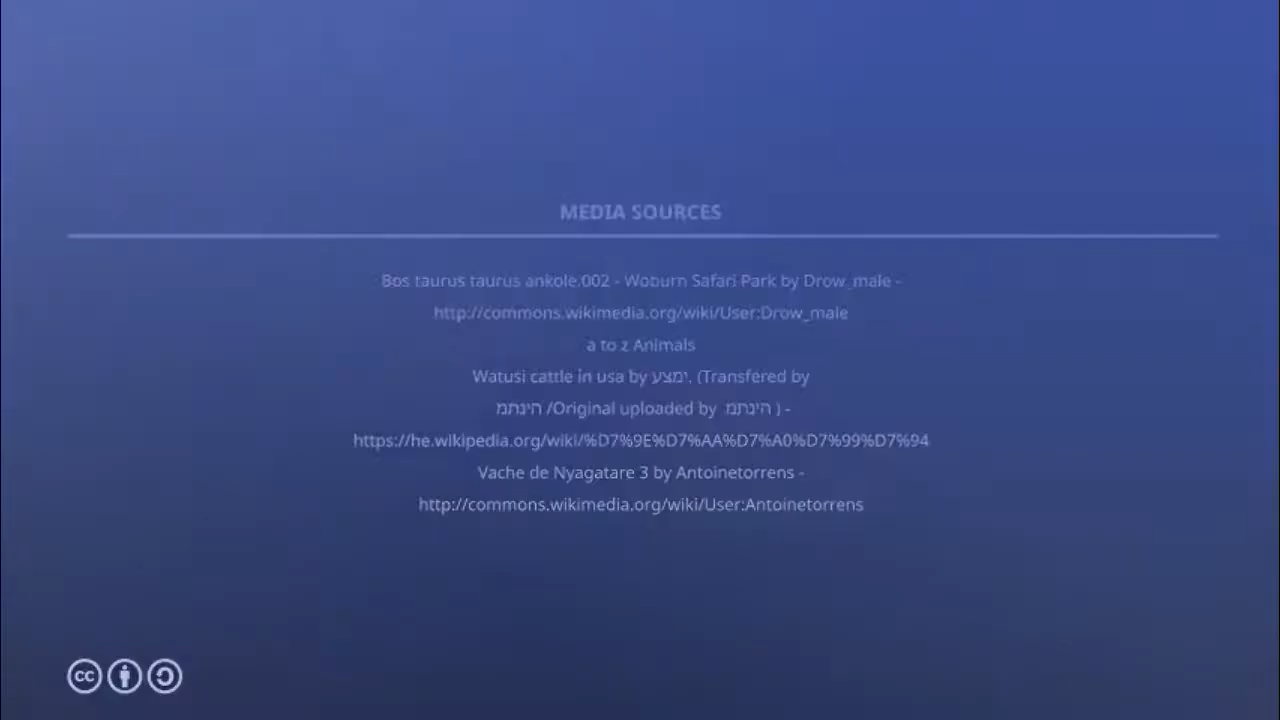 MEDIA SOURCES
Bos taurus taurus ankole.002 - Woburn Safari Park by Drow_male -
http://commons.wikimedia.org/wiki/User:Drow_male
a to z Animals
Watusi cattle in usa by ימצע. (Transfered by
הינתמ /Original uploaded by הינתמ ) -
https://he.wikipedia.org/wiki/%D7%9E%D7%AA%D7%A0%D7%99%D7%94
Vache de Nyagatare 3 by Antoinetorrens -
http://commons.wikimedia.org/wiki/User:Antoinetorrens
cc